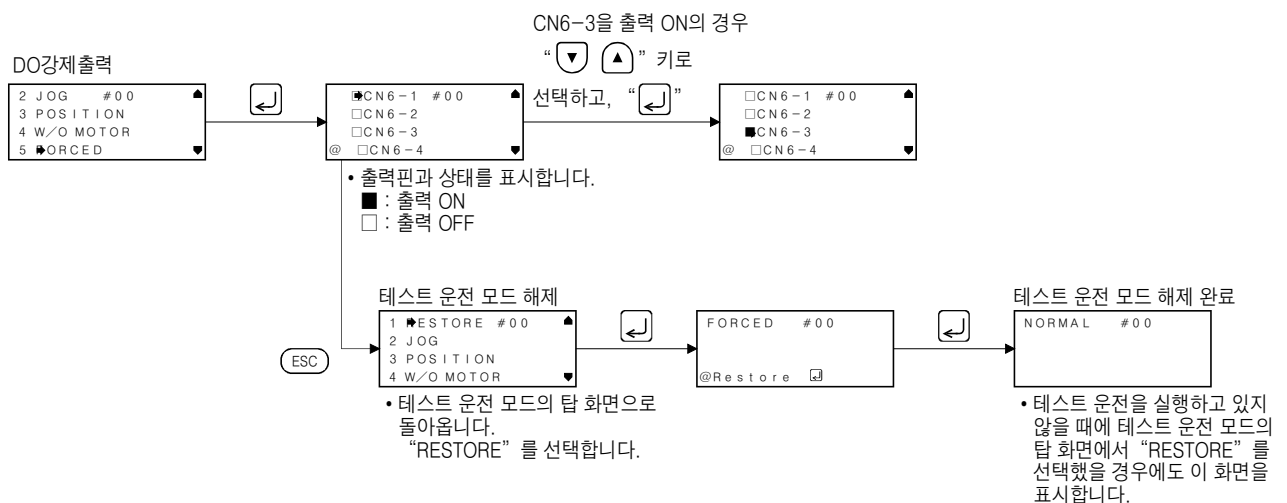 CN6-3을 출력 ON의 경우
“▼ ▲” 키로
선택하고, “↵”
DO강제출력
2 JOG #00
3 POSITION
4 W/O MOTOR
5 FORCED
□CN6-1 #00
□CN6-2
□CN6-3
@ □CN6-4
□CN6-1 #00
□CN6-2
■CN6-3
@ □CN6-4
• 출력핀과 상태를 표시합니다.
■ : 출력 ON
□ : 출력 OFF
ESC
테스트 운전 모드 해제
1 RESTORE #00
2 JOG
3 POSITION
4 W/O MOTOR
• 테스트 운전 모드의 탑 화면으로
돌아옵니다.
“RESTORE”를 선택합니다.
FORCED #00
@Restore ↵
테스트 운전 모드 해제 완료
NORMAL #00
• 테스트 운전을 실행하고 있지
않을 때에 테스트 운전 모드의
탑 화면에서 “RESTORE”를
선택했을 경우에도 이 화면을
표시합니다.